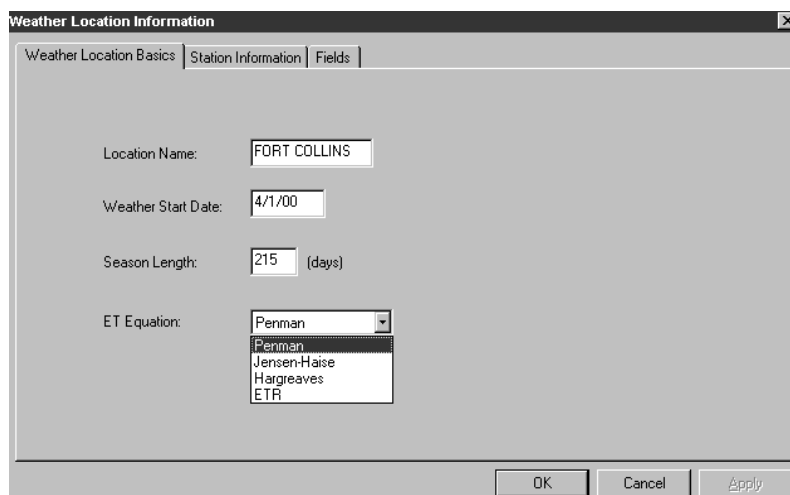 Weather Location Information
Weather Location Basics Station Information Fields
Location Name: FORT COLLINS
Weather Start Date: 4/1/00
Season Length: 215 (days)
ET Equation: Penman
Penman
Jensen-Haise
Hargreaves
ETR
OK Cancel Apply